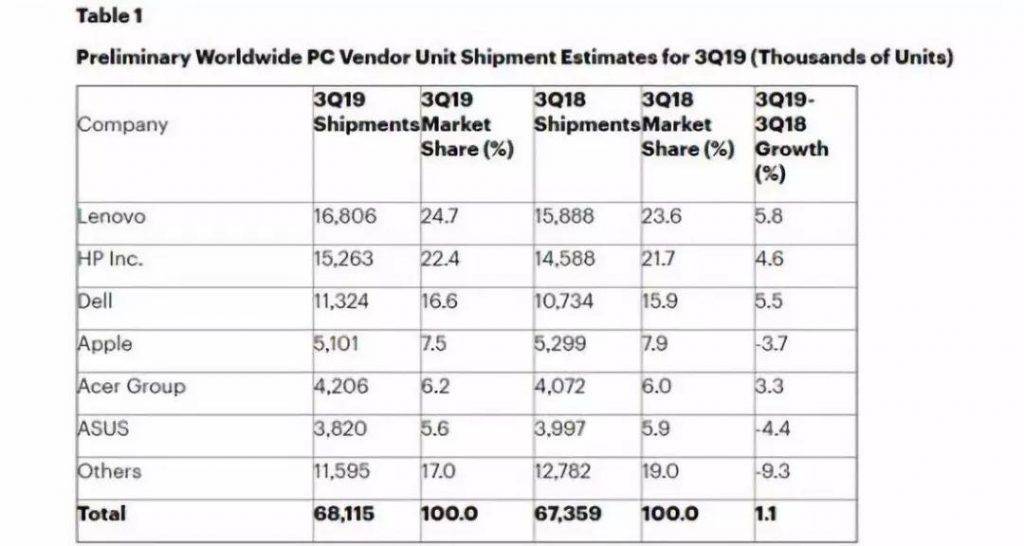 Table 1
Preliminary Worldwide PC Vendor Unit Shipment Estimates for 3Q19 (Thousands of Units)
Company 3Q19 Shipments 3Q19 Market Share (%) 3Q18 Shipments 3Q18 Market Share (%) 3Q19-3Q18 Growth (%)
Lenovo 16,806 24.7 15,888 23.6 5.8
HP Inc. 15,263 22.4 14,588 21.7 4.6
Dell 11,324 16.6 10,734 15.9 5.5
Apple 5,101 7.5 5,299 7.9 -3.7
Acer Group 4,206 6.2 4,072 6.0 3.3
ASUS 3,820 5.6 3,997 5.9 -4.4
Others 11,595 17.0 12,782 19.0 -9.3
Total 68,115 100.0 67,359 100.0 1.1